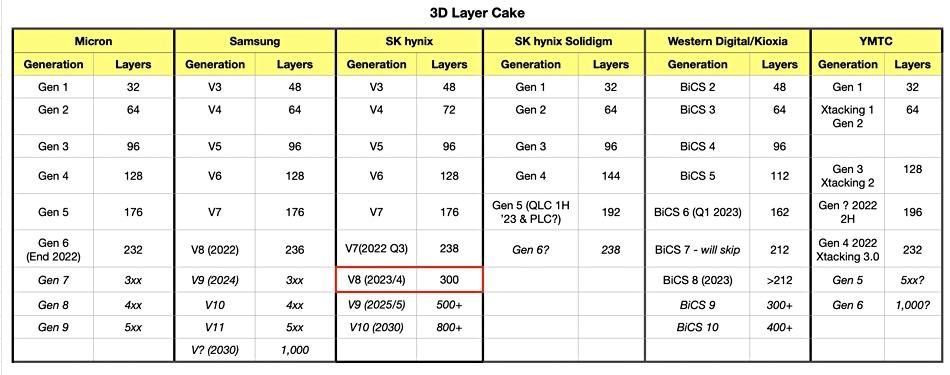 3D Layer Cake
Micron Samsung SK hynix SK hynix Solidigm Western Digital/Kioxia YMTC
Generation Layers Generation Layers Generation Layers Generation Layers Generation Layers Generation Layers
Gen 1 32 V3 48 V3 48 Gen 1 32 BiCS 2 48 Gen 1 32
Gen 2 64 V4 64 V4 72 Gen 2 64 BiCS 3 64 Xtacking 1 64
Gen 2
Gen 3 96 V5 96 V5 96 Gen 3 96 BiCS 4 96
Gen 4 128 V6 128 V6 128 Gen 4 144 BiCS 5 112 Gen 3 128
Xtacking 2
Gen 5 176 V7 176 V7 176 Gen 5 (QLC 1H 192 BiCS 6 (Q1 2023) 162 Gen ? 2022 196
'23 & PLC?) 2H
Gen 6 232 V8 (2022) 236 V7(2022 Q3) 238 Gen 6? 238 BiCS 7 - will skip 212 Gen 4 2022 232
(End 2022) Xtacking 3.0
Gen 7 3xx V9 (2024) 3xx V8 (2023/4) 300 BiCS 8 (2023) >212 Gen 5 5xx?
Gen 8 4xx V10 4xx V9 (2025/5) 500+ BiCS 9 300+ Gen 6 1,000?
Gen 9 5xx V11 5xx V10 (2030) 800+ BiCS 10 400+
V? (2030) 1,000